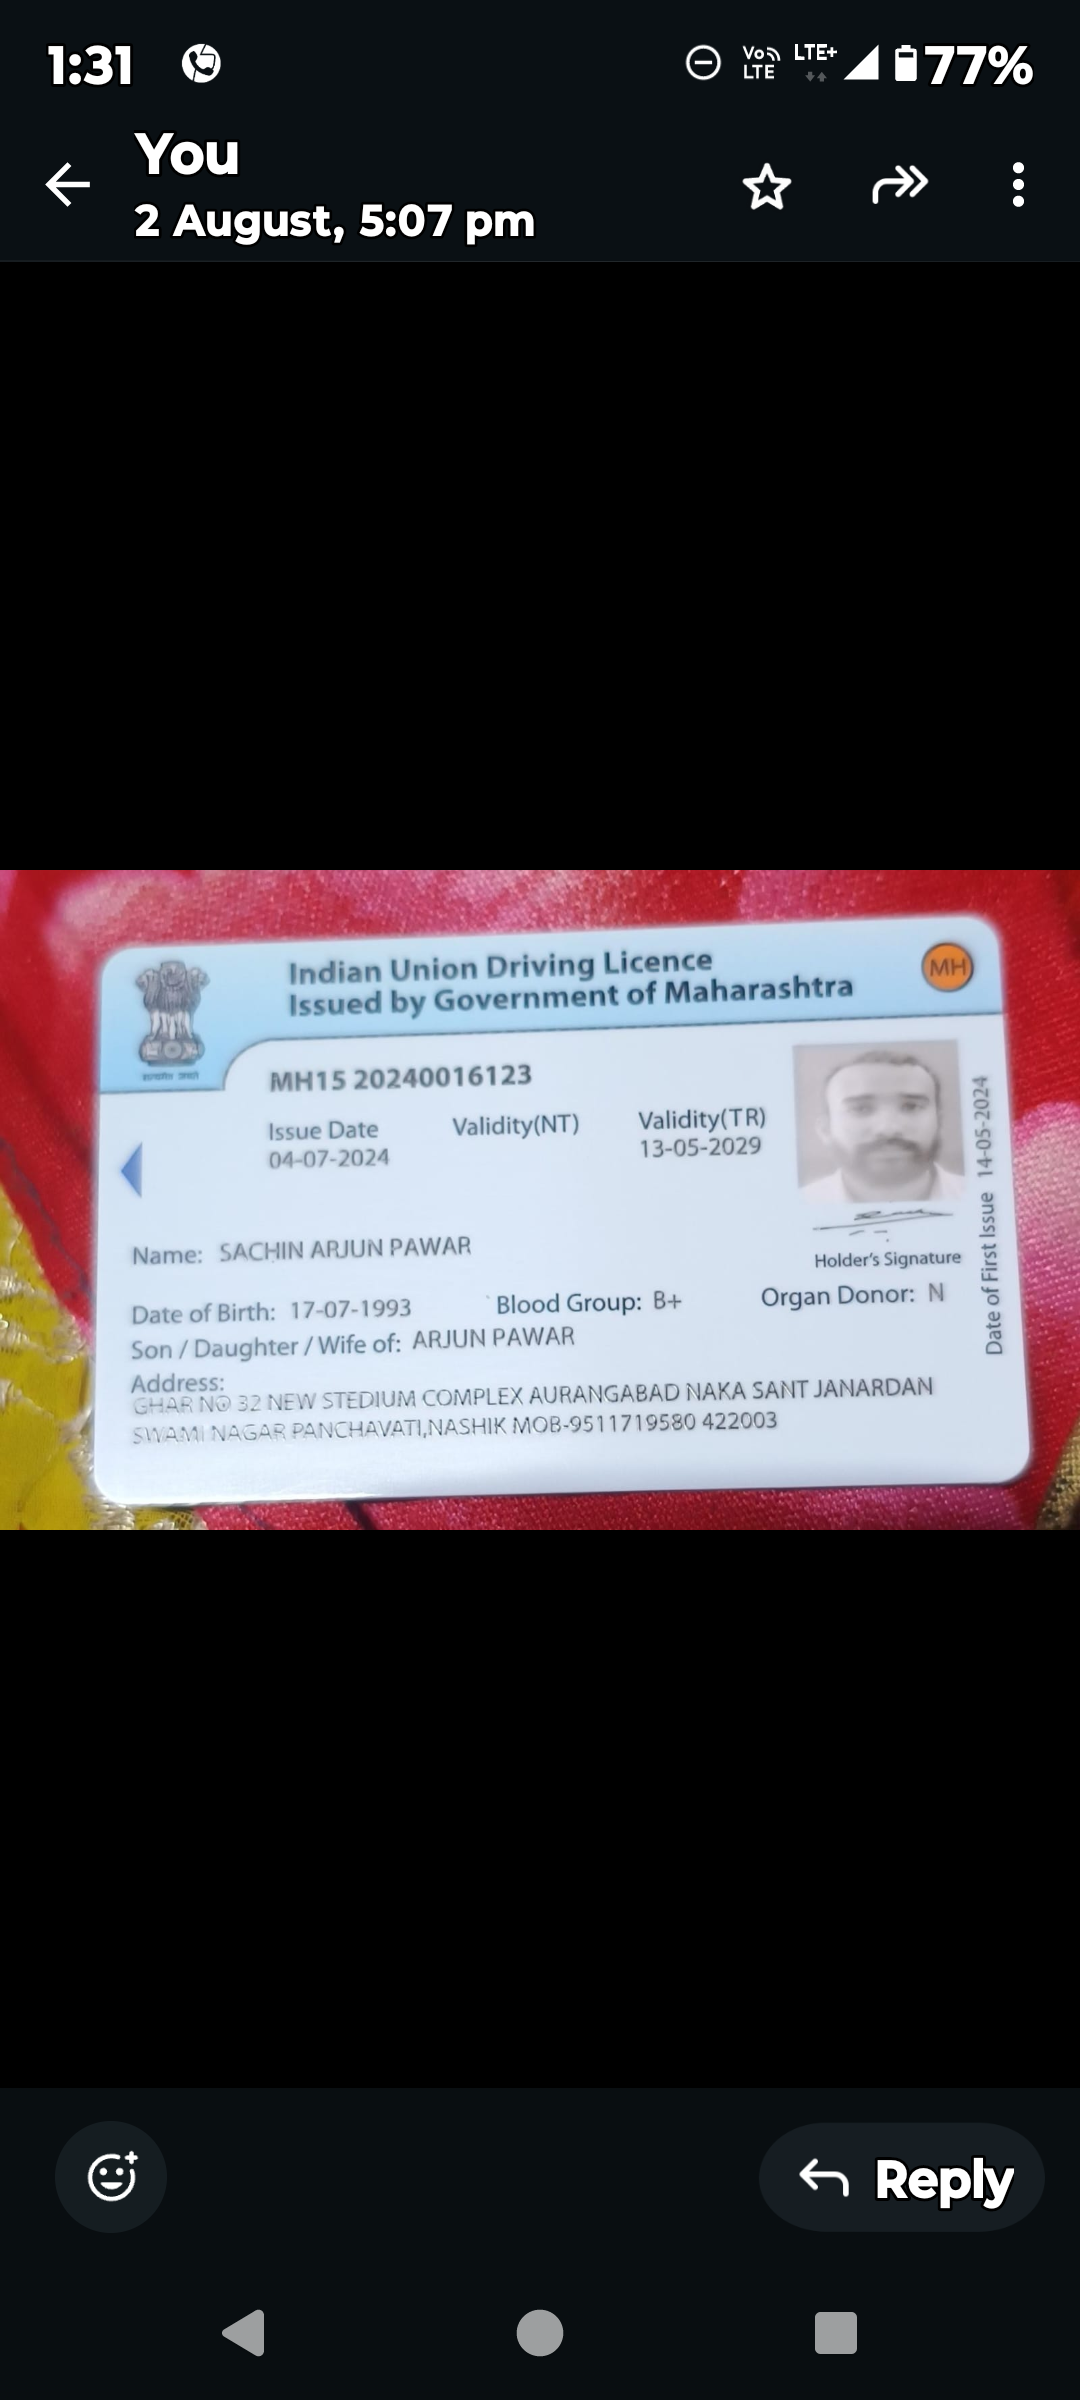 1:31
Vo LTE LTE+ 77%
You
2 August, 5:07 pm
Indian Union Driving Licence
Issued by Government of Maharashtra
MH
MH15 20240016123
Issue Date
04-07-2024
Validity(NT)
Validity(TR)
13-05-2029
Holder's Signature
Date of First Issue 14-05-2024
Name: SACHIN ARJUN PAWAR
Date of Birth: 17-07-1993
Blood Group: B+
Organ Donor: N
Son / Daughter / Wife of: ARJUN PAWAR
Address:
GHAR NO 32 NEW STEDIUM COMPLEX AURANGABAD NAKA SANT JANARDAN
SWAMI NAGAR PANCHAVATI,NASHIK MOB-9511719580 422003
Reply